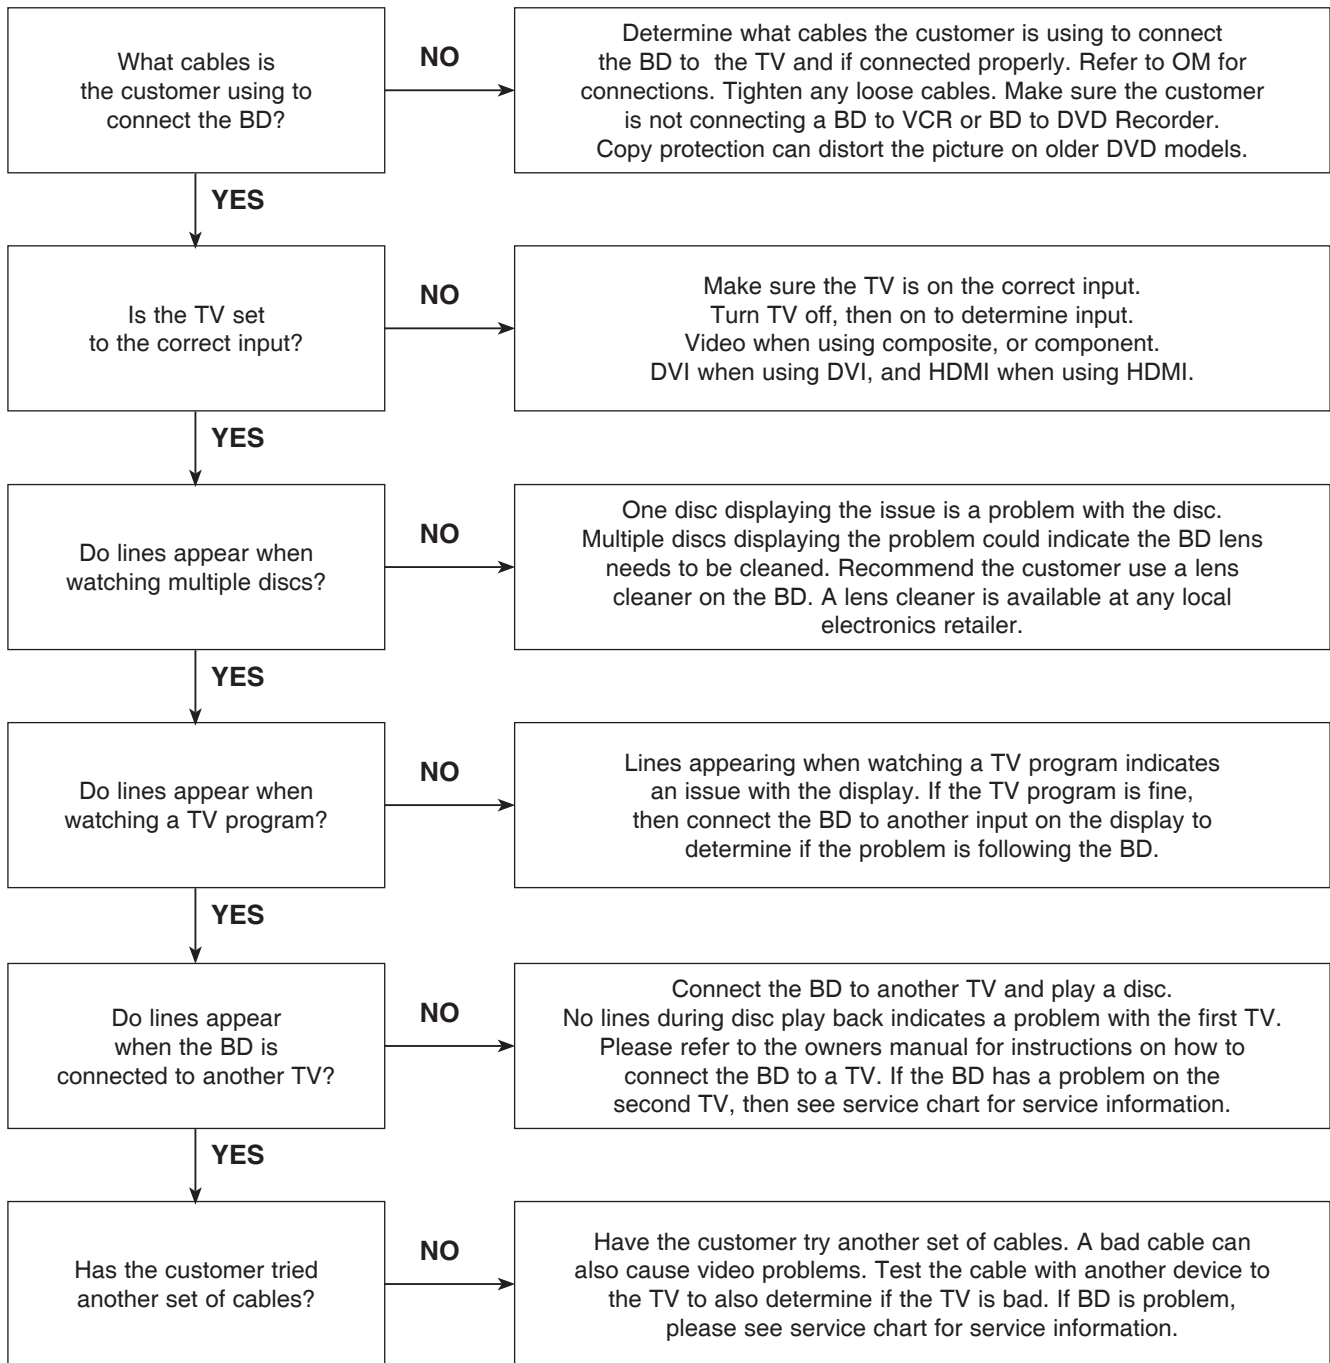 What cables is
the customer using to
connect the BD?
NO
Determine what cables the customer is using to connect
the BD to the TV and if connected properly. Refer to OM for
connections. Tighten any loose cables. Make sure the customer
is not connecting a BD to VCR or BD to DVD Recorder.
Copy protection can distort the picture on older DVD models.
YES
Is the TV set
to the correct input?
NO
Make sure the TV is on the correct input.
Turn TV off, then on to determine input.
Video when using composite, or component.
DVI when using DVI, and HDMI when using HDMI.
YES
Do lines appear when
watching multiple discs?
NO
One disc displaying the issue is a problem with the disc.
Multiple discs displaying the problem could indicate the BD lens
needs to be cleaned. Recommend the customer use a lens
cleaner on the BD. A lens cleaner is available at any local
electronics retailer.
YES
Do lines appear when
watching a TV program?
NO
Lines appearing when watching a TV program indicates
an issue with the display. If the TV program is fine,
then connect the BD to another input on the display to
determine if the problem is following the BD.
YES
Do lines appear
when the BD is
connected to another TV?
NO
Connect the BD to another TV and play a disc.
No lines during disc play back indicates a problem with the first TV.
Please refer to the owners manual for instructions on how to
connect the BD to a TV. If the BD has a problem on the
second TV, then see service chart for service information.
YES
Has the customer tried
another set of cables?
NO
Have the customer try another set of cables. A bad cable can
also cause video problems. Test the cable with another device to
the TV to also determine if the TV is bad. If BD is problem,
please see service chart for service information.